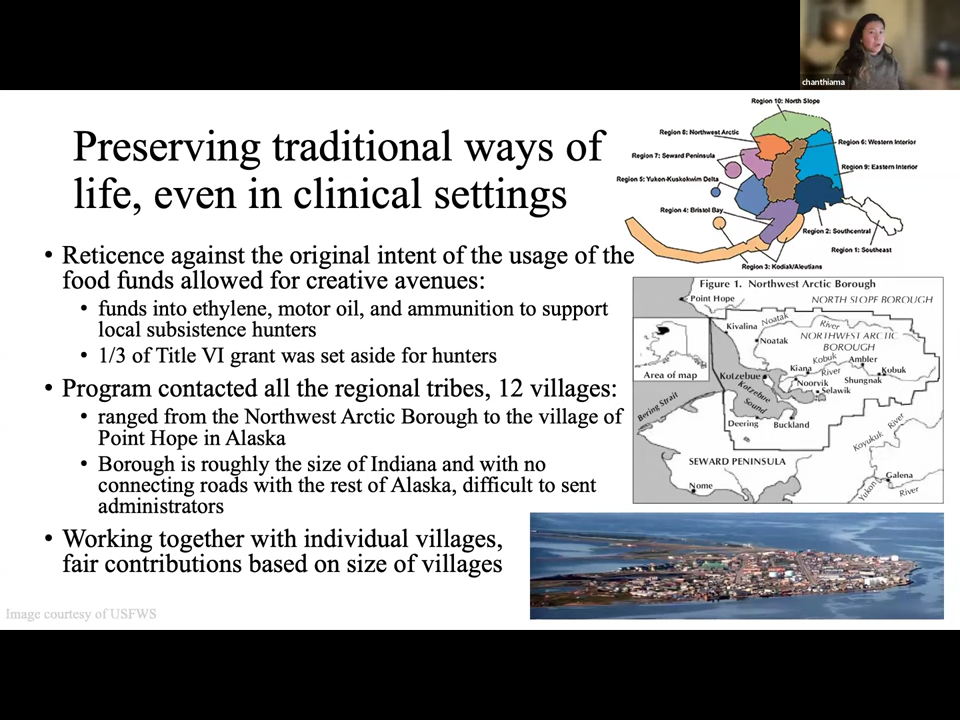 chanthiama
Preserving traditional ways of
life, even in clinical settings
• Reticence against the original intent of the usage of the
food funds allowed for creative avenues:
• funds into ethylene, motor oil, and ammunition to support
local subsistence hunters
• 1/3 of Title VI grant was set aside for hunters
• Program contacted all the regional tribes, 12 villages:
• ranged from the Northwest Arctic Borough to the village of
Point Hope in Alaska
• Borough is roughly the size of Indiana and with no
connecting roads with the rest of Alaska, difficult to sent
administrators
• Working together with individual villages,
fair contributions based on size of villages
Image courtesy of USFWS
Region 10: North Slope
Region 8: Northwest Arctic
Region 6: Western Interior
Region 7: Seward Peninsula
Region 9: Eastern Interior
Region 5: Yukon-Kuskokwim Delta
Region 4: Bristol Bay
Region 2: Southcentral
Region 1: Southeast
Region 3: Kodiak/Aleutians
Figure 1. Northwest Arctic Borough
Point Hope
NORTH SLOPE BOROUGH
Kivalina
Noatak
River
Noatak
NORTHWEST ARCTIC
BOROUGH
Kobuk
River
Ambler
Kiana
Kobuk
Area of map
Kotzebue
Noorvik
Shungnak
Selawik
Kotzebue
Sound
Bering Strait
Deering
Buckland
Koyukuk
River
SEWARD PENINSULA
Galena
Nome
Yukon
River